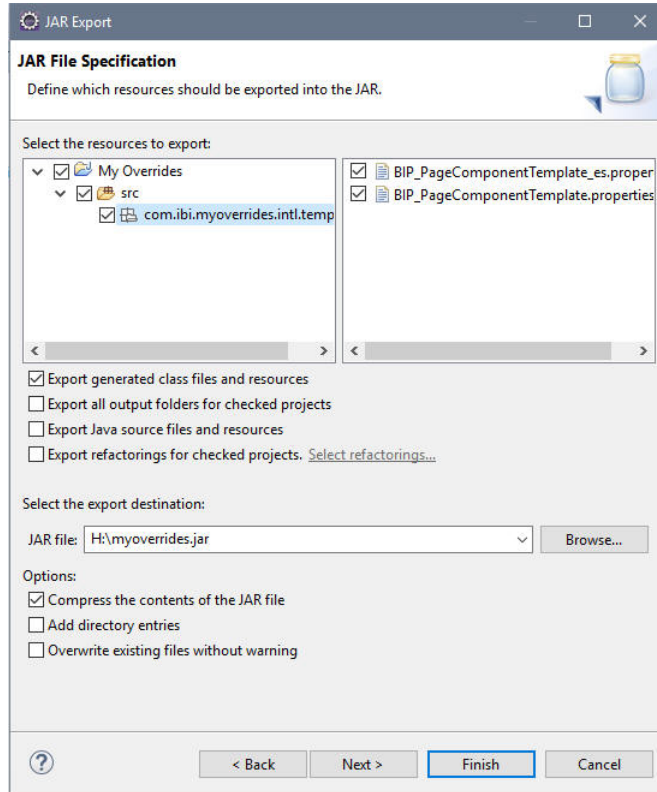 JAR Export
JAR File Specification
Define which resources should be exported into the JAR.
Select the resources to export:
My Overrides
src
com.ibi.myoverrides.intl.temp
BIP_PageComponentTemplate_es.proper
BIP_PageComponentTemplate.properties
Export generated class files and resources
Export all output folders for checked projects
Export Java source files and resources
Export refactorings for checked projects. Select refactorings...
Select the export destination:
JAR file: H:\myoverrides.jar Browse...
Options:
Compress the contents of the JAR file
Add directory entries
Overwrite existing files without warning
? < Back Next > Finish Cancel